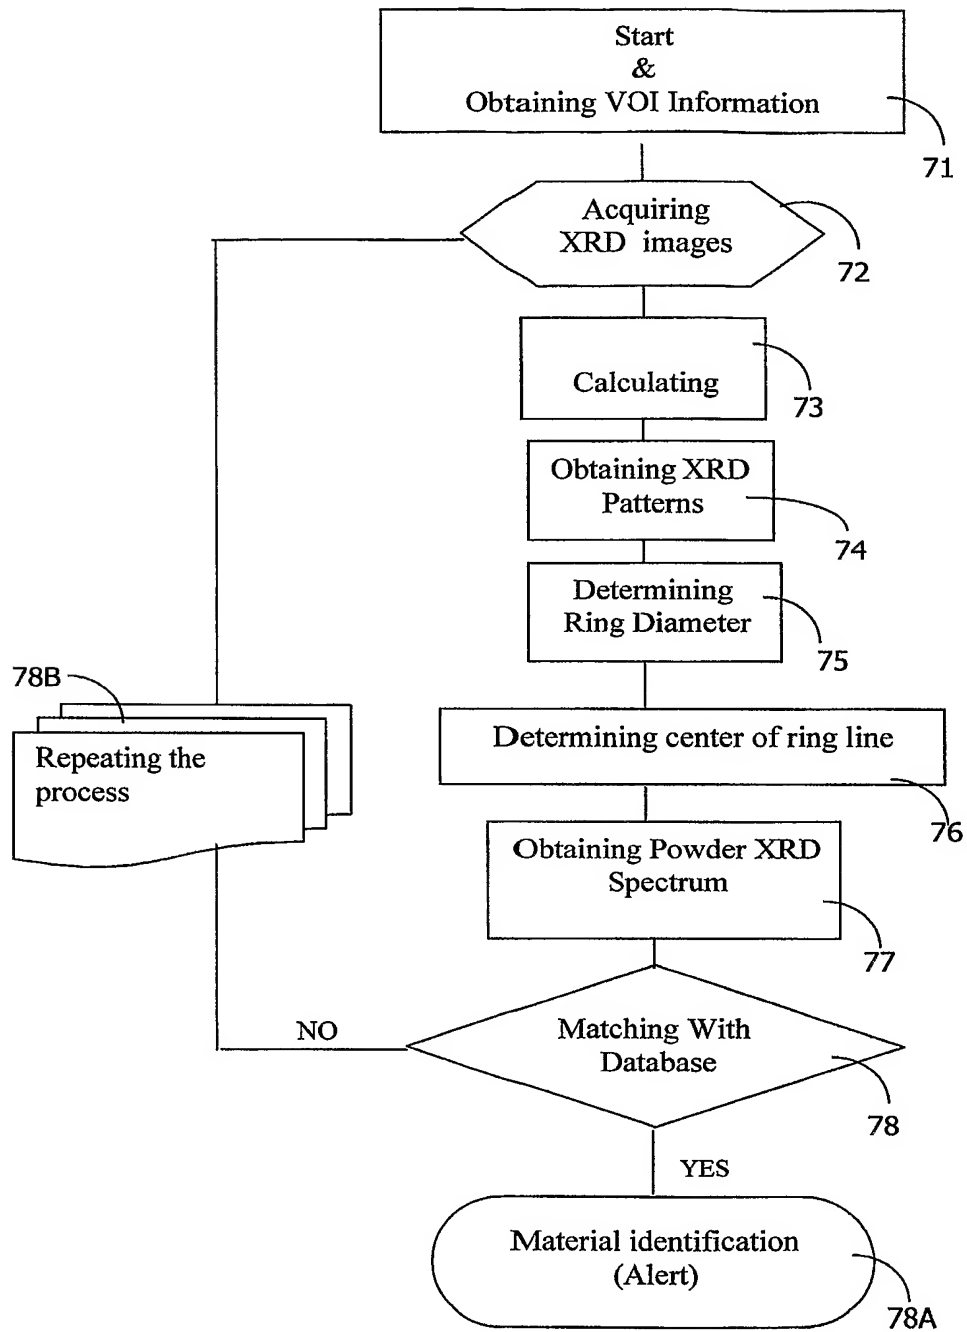 Start
&
Obtaining VOI Information
71
Acquiring
XRD images
72
Calculating
73
Obtaining XRD
Patterns
74
Determining
Ring Diameter
75
78B
Repeating the
process
Determining center of ring line
76
Obtaining Powder XRD
Spectrum
77
NO
Matching With
Database
78
YES
Material identification
(Alert)
78A